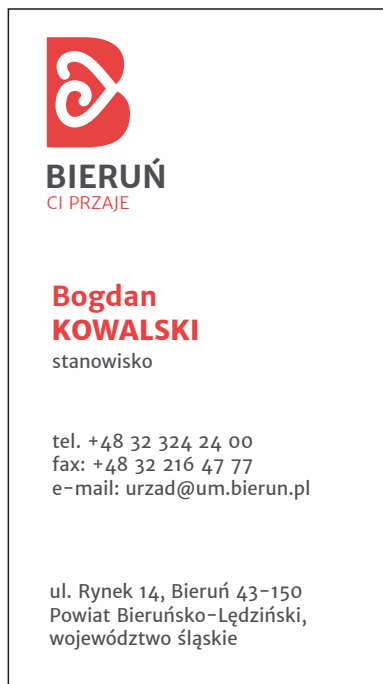 BIERUŃ
CI PRZAJE
Bogdan
KOWALSKI
stanowisko
tel. +48 32 324 24 00
fax: +48 32 216 47 77
e-mail: urzad@um.bierun.pl
ul. Rynek 14, Bieruń 43-150
Powiat Bieruńsko-Lędziński,
województwo śląskie